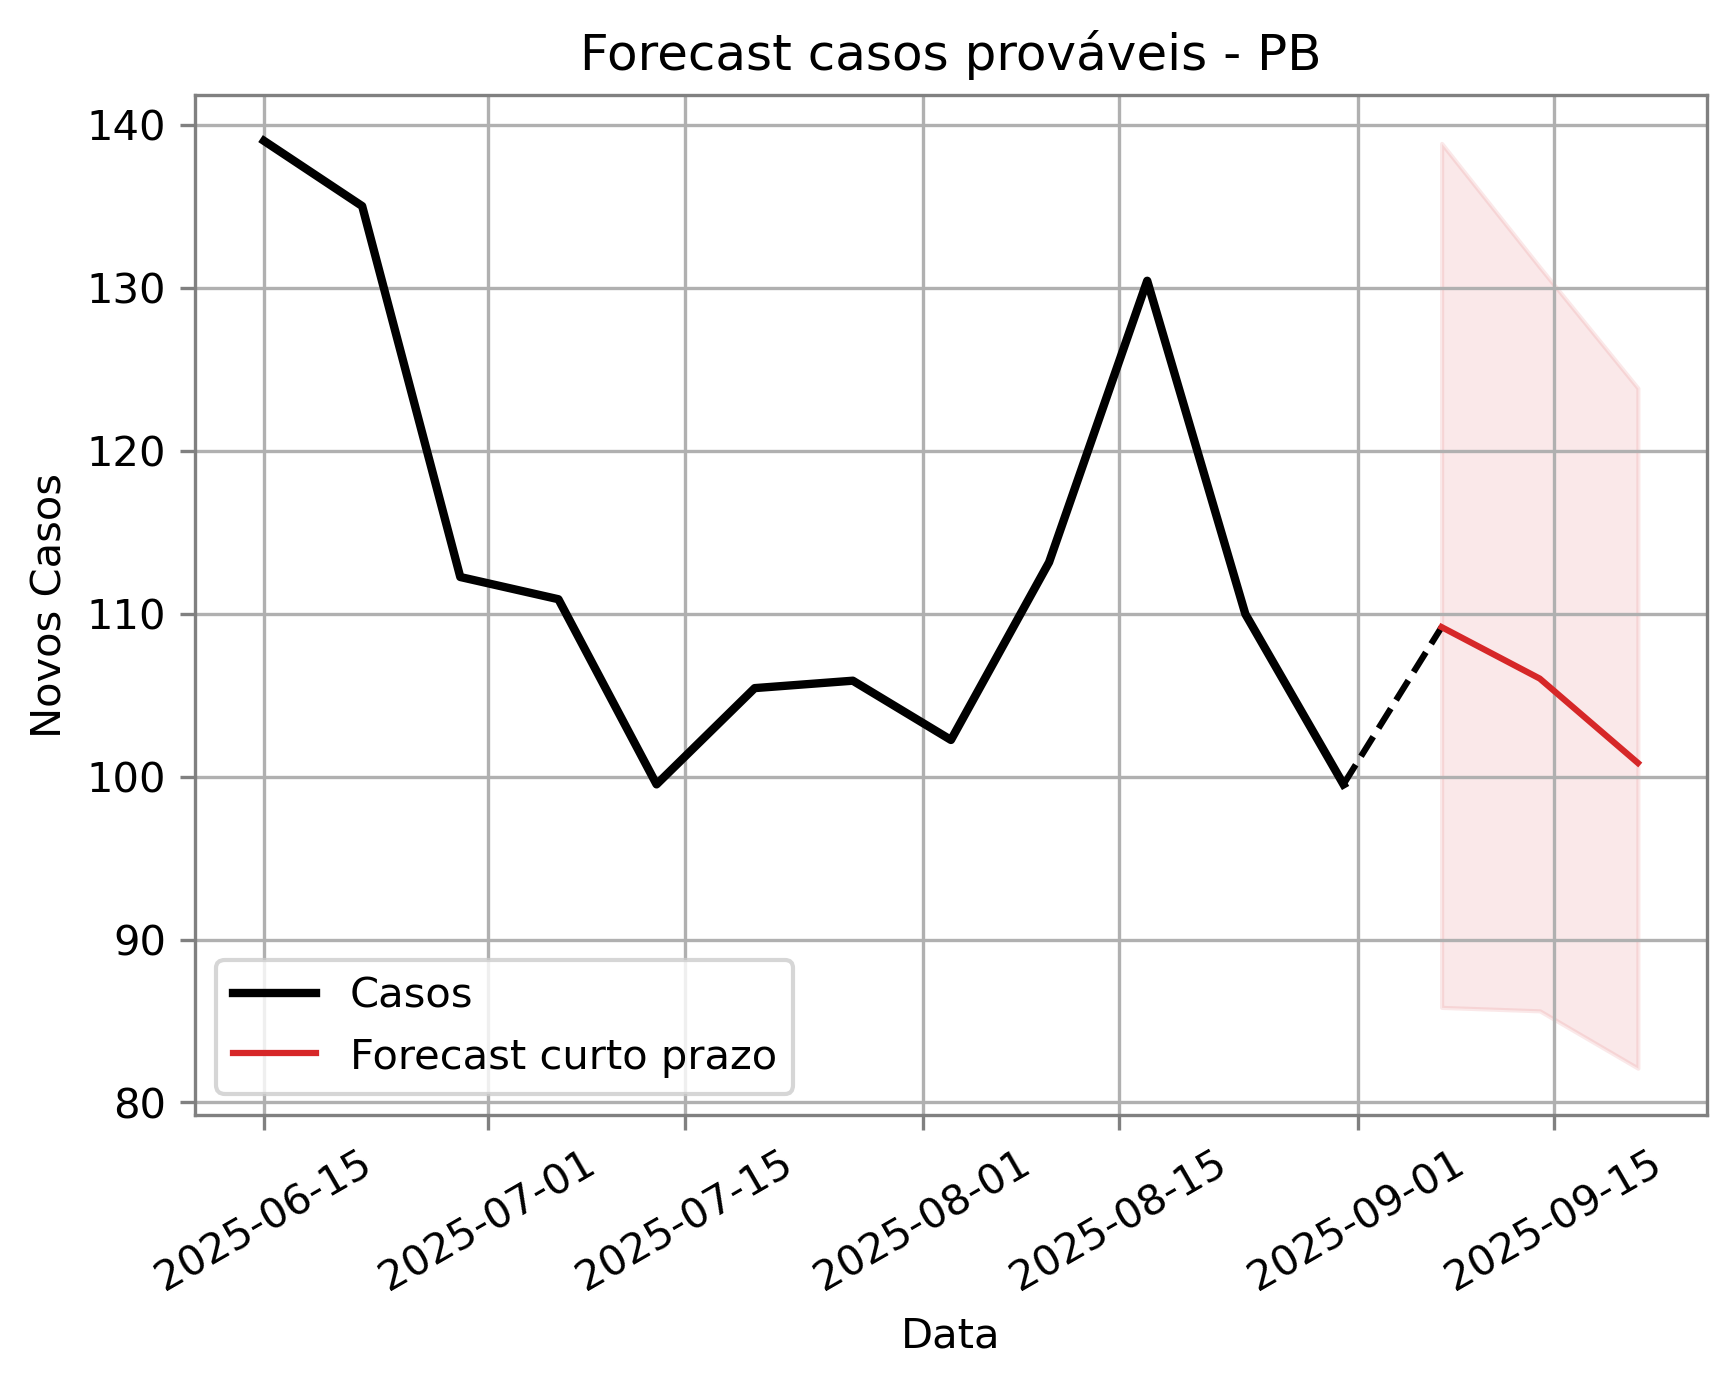 Forecast casos prováveis - PB
Novos Casos
140
130
120
110
100
90
80
Casos
Forecast curto prazo
2025-06-15
2025-07-01
2025-07-15
2025-08-01
2025-08-15
2025-09-01
2025-09-15
Data